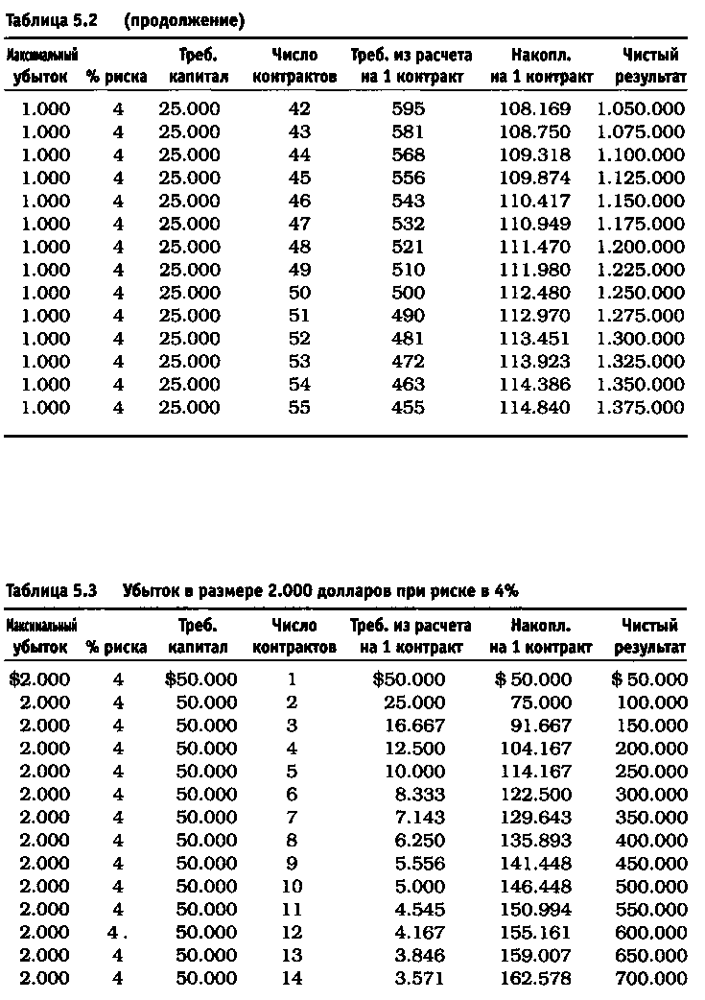 Таблица 5.2 (продолжение)
Максимальный Треб. Число Треб. из расчета Накопл. Чистый
убыток % риска капитал контрактов на 1 контракт на 1 контракт результат
1.000 4 25.000 42 595 108.169 1.050.000
1.000 4 25.000 43 581 108.750 1.075.000
1.000 4 25.000 44 568 109.318 1.100.000
1.000 4 25.000 45 556 109.874 1.125.000
1.000 4 25.000 46 543 110.417 1.150.000
1.000 4 25.000 47 532 110.949 1.175.000
1.000 4 25.000 48 521 111.470 1.200.000
1.000 4 25.000 49 510 111.980 1.225.000
1.000 4 25.000 50 500 112.480 1.250.000
1.000 4 25.000 51 490 112.970 1.275.000
1.000 4 25.000 52 481 113.451 1.300.000
1.000 4 25.000 53 472 113.923 1.325.000
1.000 4 25.000 54 463 114.386 1.350.000
1.000 4 25.000 55 455 114.840 1.375.000
Таблица 5.3 Убыток в размере 2.000 долларов при риске в 4%
Максимальный Треб. Число Треб. из расчета Накопл. Чистый
убыток % риска капитал контрактов на 1 контракт на 1 контракт результат
$2.000 4 $50.000 1 $50.000 $ 50.000 $ 50.000
2.000 4 50.000 2 25.000 75.000 100.000
2.000 4 50.000 3 16.667 91.667 150.000
2.000 4 50.000 4 12.500 104.167 200.000
2.000 4 50.000 5 10.000 114.167 250.000
2.000 4 50.000 6 8.333 122.500 300.000
2.000 4 50.000 7 7.143 129.643 350.000
2.000 4 50.000 8 6.250 135.893 400.000
2.000 4 50.000 9 5.556 141.448 450.000
2.000 4 50.000 10 5.000 146.448 500.000
2.000 4 50.000 11 4.545 150.994 550.000
2.000 4 . 50.000 12 4.167 155.161 600.000
2.000 4 50.000 13 3.846 159.007 650.000
2.000 4 50.000 14 3.571 162.578 700.000